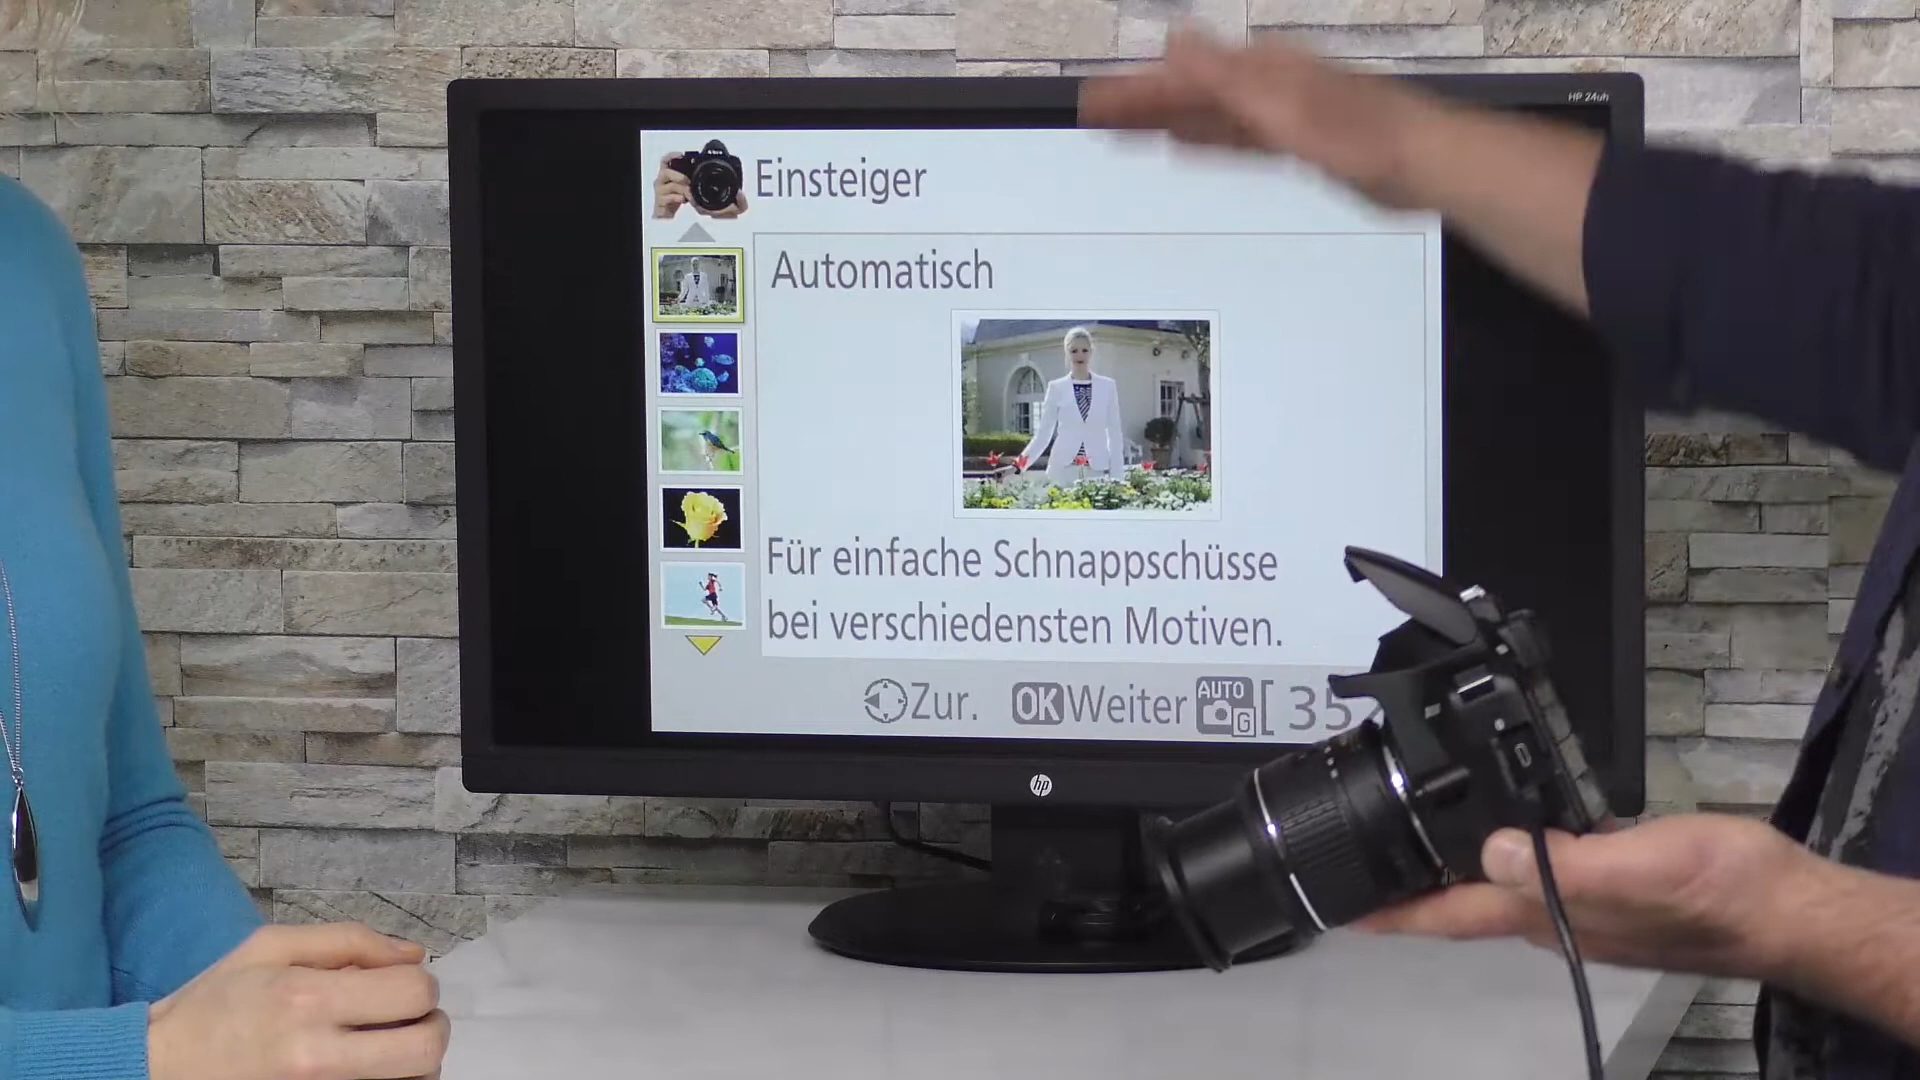 HP 24uh
Einsteiger
Automatisch
Für einfache Schnappschüsse
bei verschiedensten Motiven.
Zur. OK Weiter AUTO G [ 35
hp